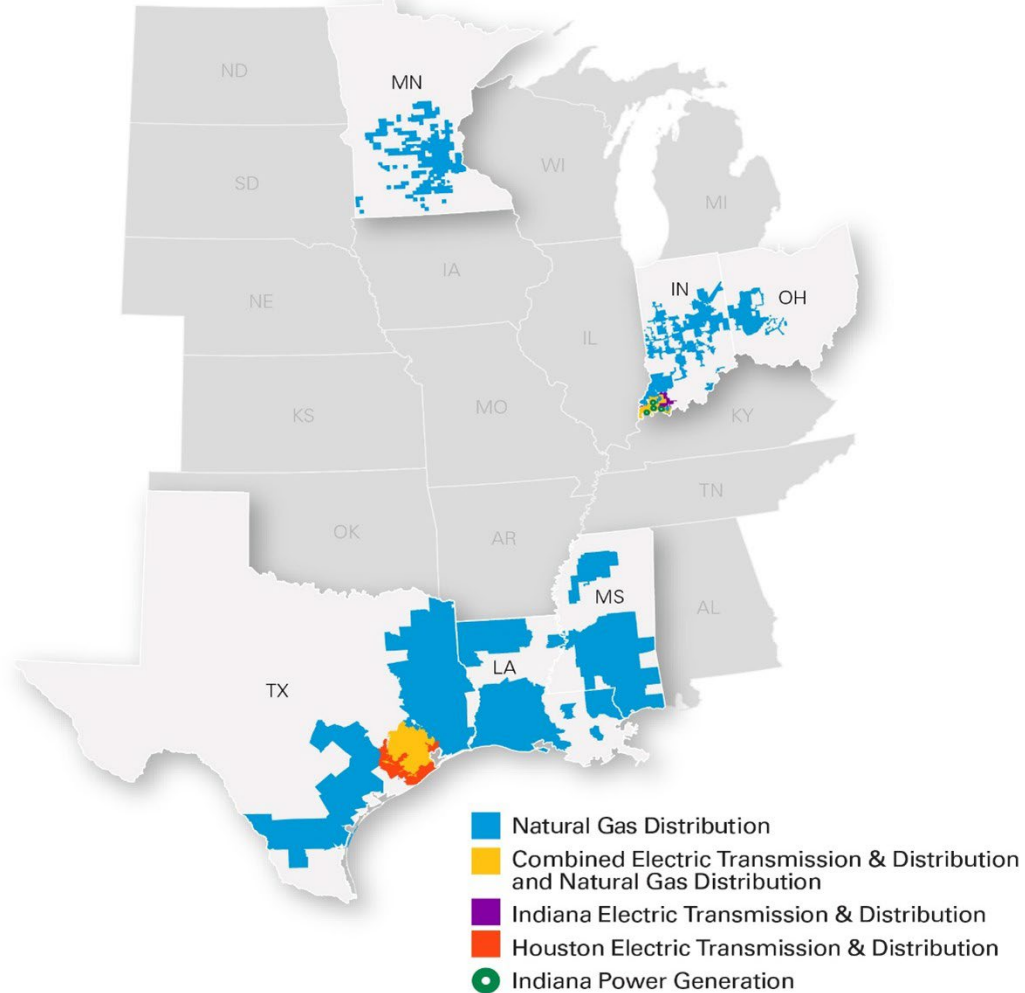 ND
MN
SD
WI
MI
IA
NE
IN
OH
IL
KS
MO
KY
TN
OK
AR
MS
AL
LA
TX
Natural Gas Distribution
Combined Electric Transmission & Distribution
and Natural Gas Distribution
Indiana Electric Transmission & Distribution
Houston Electric Transmission & Distribution
Indiana Power Generation